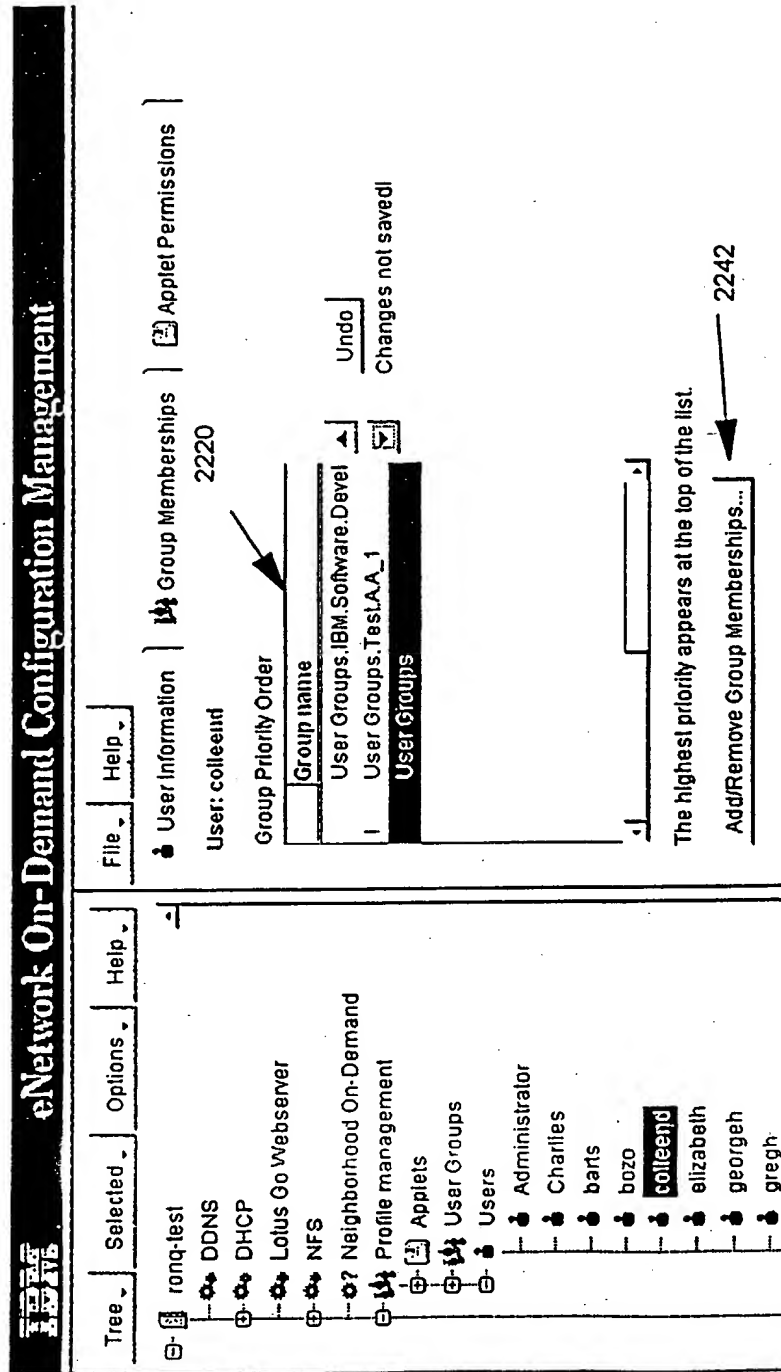 IBM eNetwork On-Demand Configuration Management
Tree Selected Options Help
rong-test
DDNS
DHCP
Lotus Go Webserver
NFS
Neighborhood On-Demand
Profile management
Applets
User Groups
Users
Administrator
Charlies
barts
bozo
colleend
elizabeth
georgeh
gregh
File Help
User Information Group Memberships Applet Permissions
User: colleend
2220
Group Priority Order
Group name
User Groups.IBM.Software.Devel
User Groups.Test.AA_1
User Groups
Undo
Changes not saved!
The highest priority appears at the top of the list.
Add/Remove Group Memberships...
2242